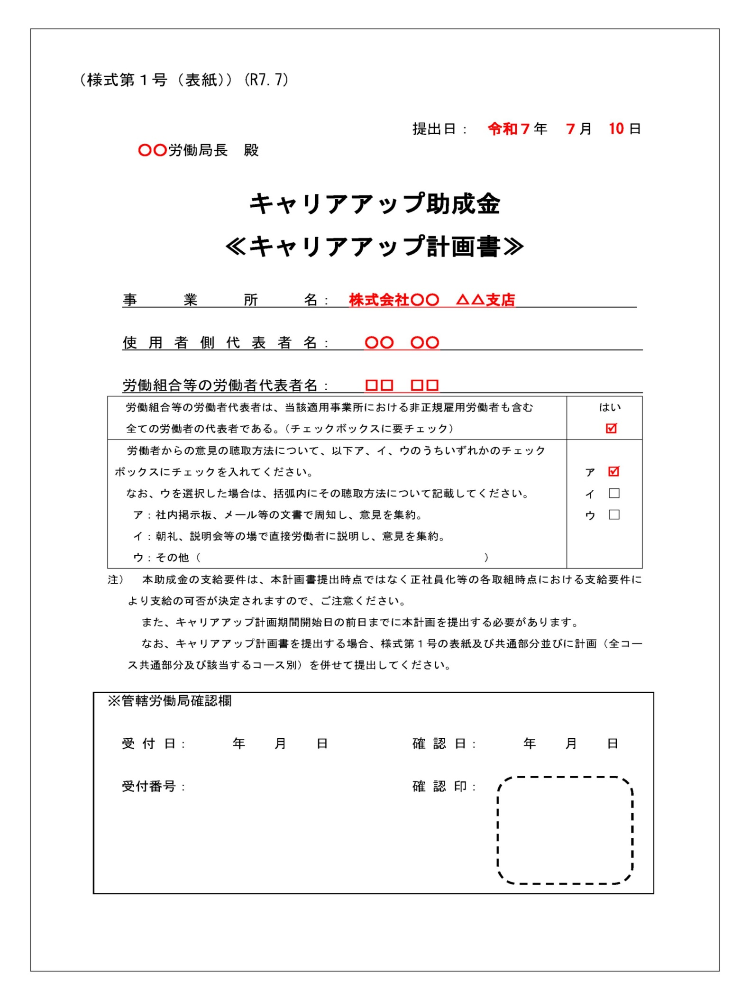 （様式第１号（表紙））(R7.7)
提出日：　令和７年　７月　10日
〇〇労働局長　殿
キャリアアップ助成金
≪キャリアアップ計画書≫
事業所名：　株式会社〇〇　△△支店
使用者側代表者名：　〇〇　〇〇
労働組合等の労働者代表者名：　□□　□□
労働組合等の労働者代表者は、当該適用事業所における非正規雇用労働者も含む
全ての労働者の代表者である。（チェックボックスに要チェック）
はい
☑
労働者からの意見の聴取方法について、以下ア、イ、ウのうちいずれかのチェック
ボックスにチェックを入れてください。
なお、ウを選択した場合は、括弧内にその聴取方法について記載してください。
ア：社内掲示板、メール等の文書で周知し、意見を集約。
イ：朝礼、説明会等の場で直接労働者に説明し、意見を集約。
ウ：その他（　　　　　　　　　　　　　　　　　　　　　　　　　）
ア　☑
イ　□
ウ　□
注）　本助成金の支給要件は、本計画書提出時点ではなく正社員化等の各取組時点における支給要件に
より支給の可否が決定されますので、ご注意ください。
また、キャリアアップ計画期間開始日の前日までに本計画を提出する必要があります。
なお、キャリアアップ計画書を提出する場合、様式第１号の表紙及び共通部分並びに計画（全コー
ス共通部分及び該当するコース別）を併せて提出してください。
※管轄労働局確認欄
受付日：　　　年　　月　　日　　　　　　確認日：　　　年　　月　　日
受付番号：　　　　　　　　　　　　　　　確認印：